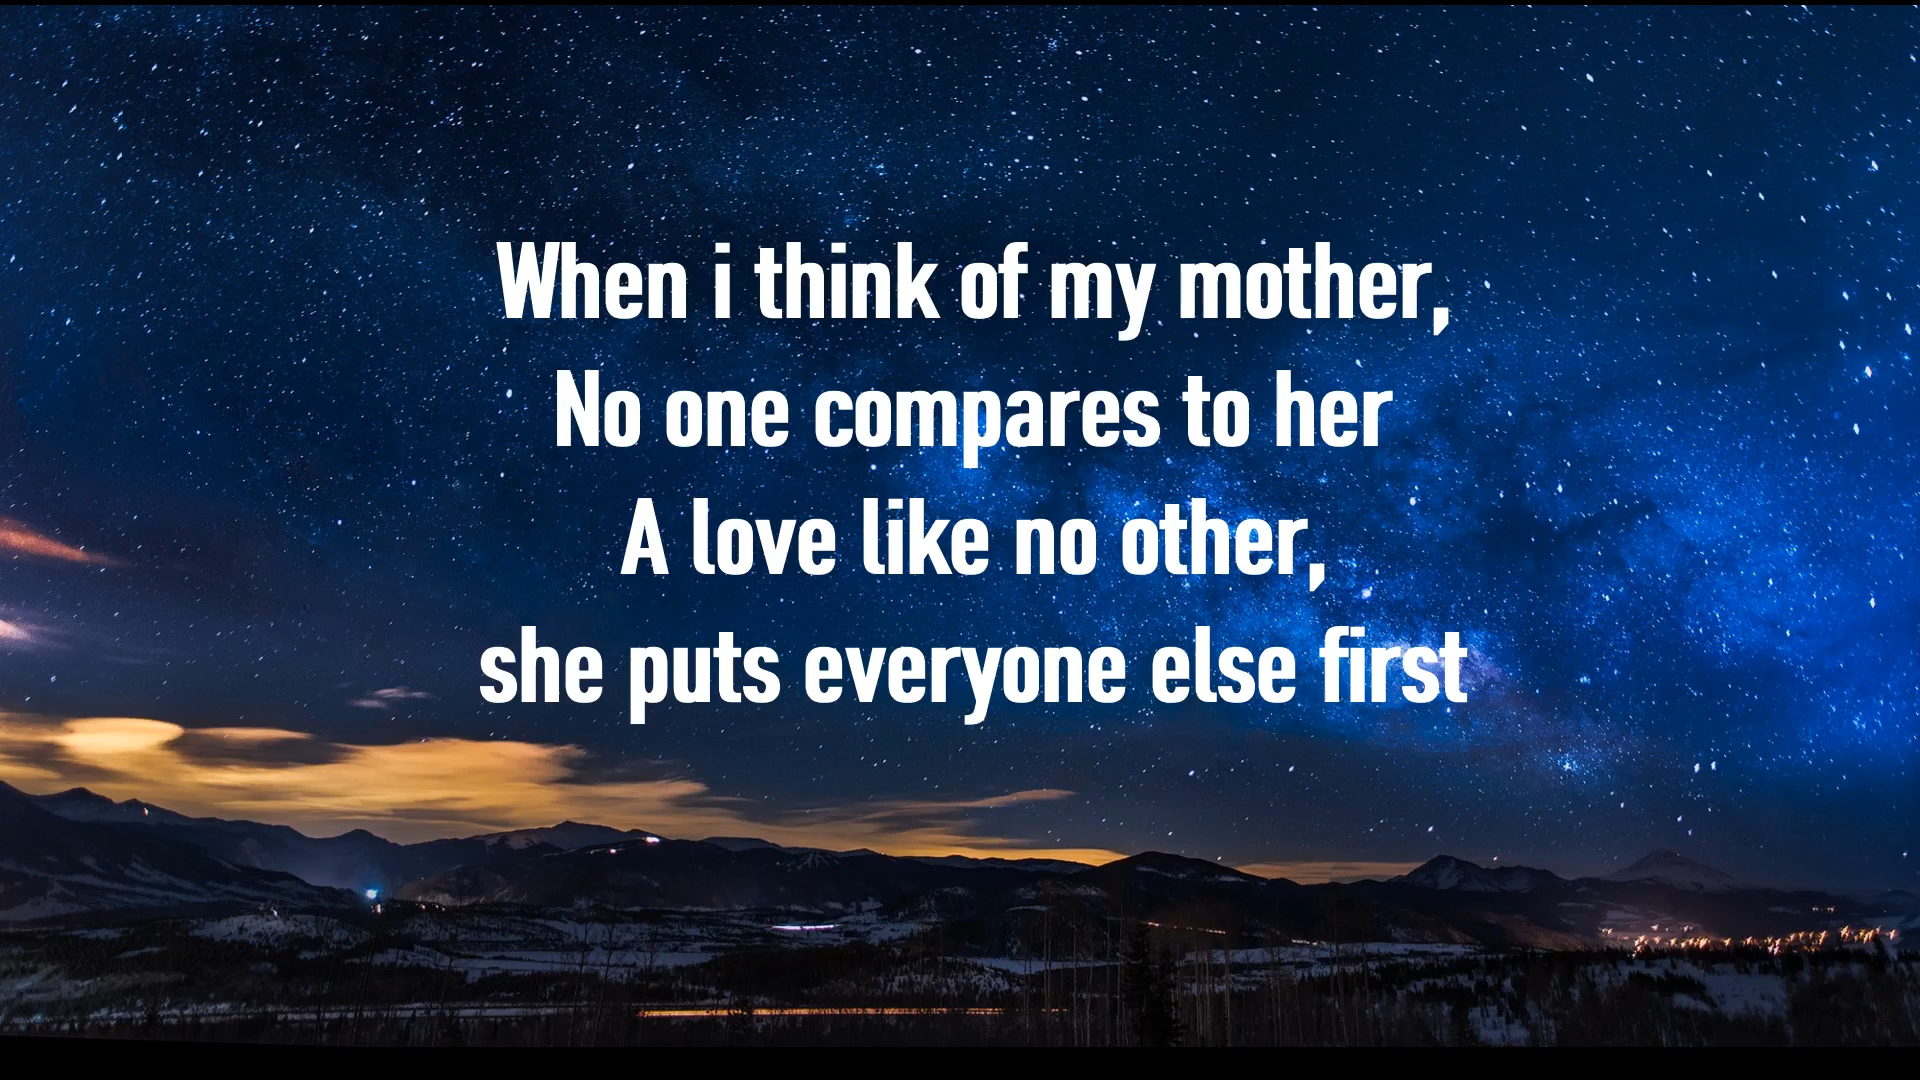 When i think of my mother,
No one compares to her
A love like no other,
she puts everyone else first